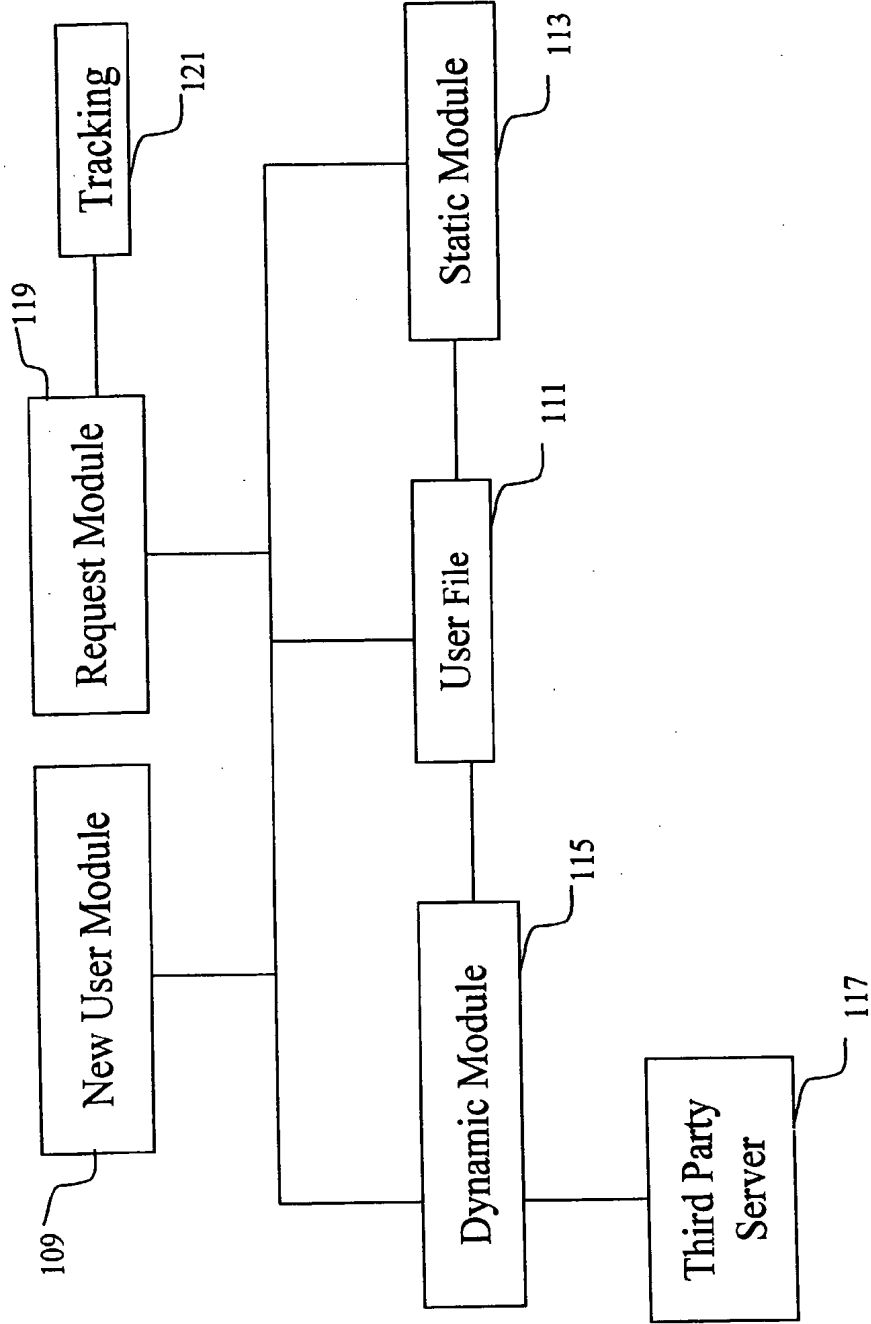 109
New User Module
Request Module
119
Tracking
121
Dynamic Module
115
User File
111
Static Module
113
Third Party
Server
117